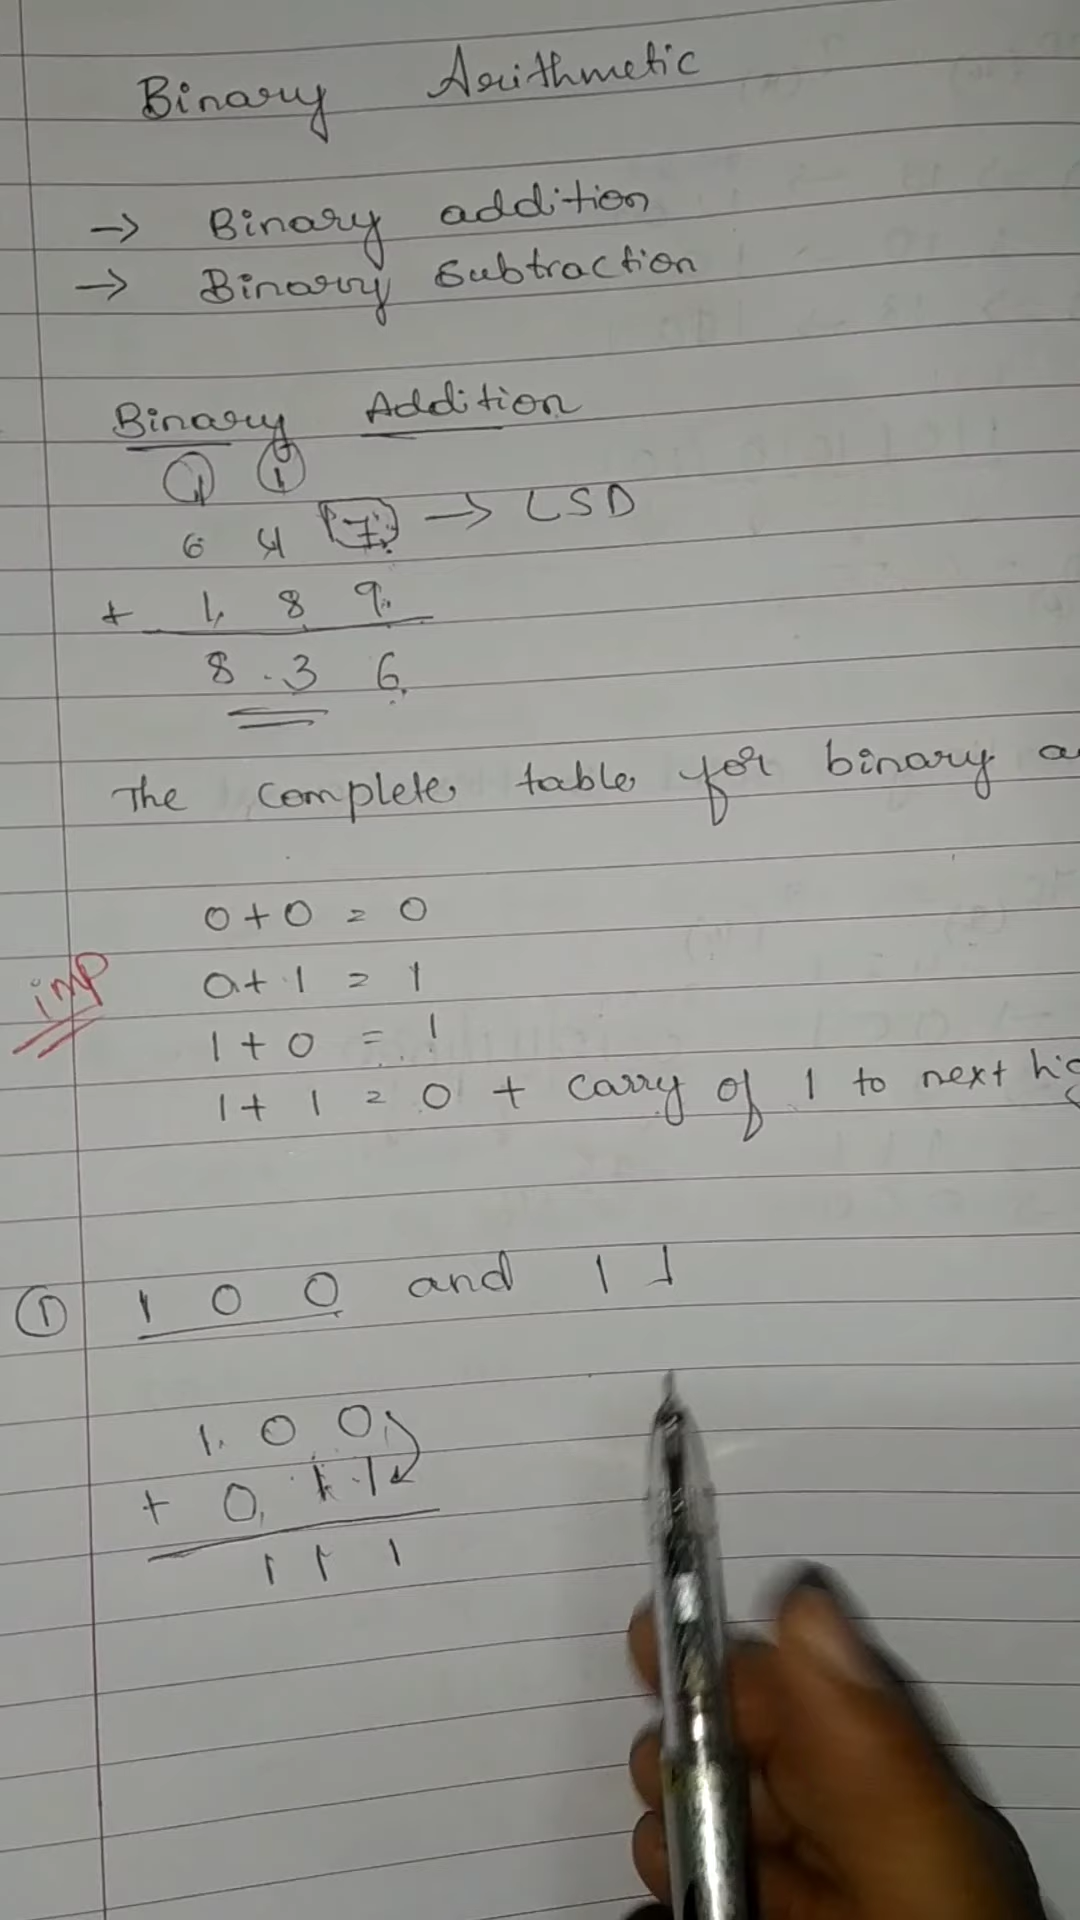 Binary Arithmetic
→ Binary addition
→ Binary Subtraction
Binary Addition
1 1
6 4 7 → LSD
+ 1 8 9
8 3 6
The complete table for binary
0 + 0 = 0
0 + 1 = 1
imp
1 + 0 = 1
1 + 1 = 0 + carry of 1 to next
① 1 0 0 and 1 1
1 0 0
+ 0 1 1
1 1 1